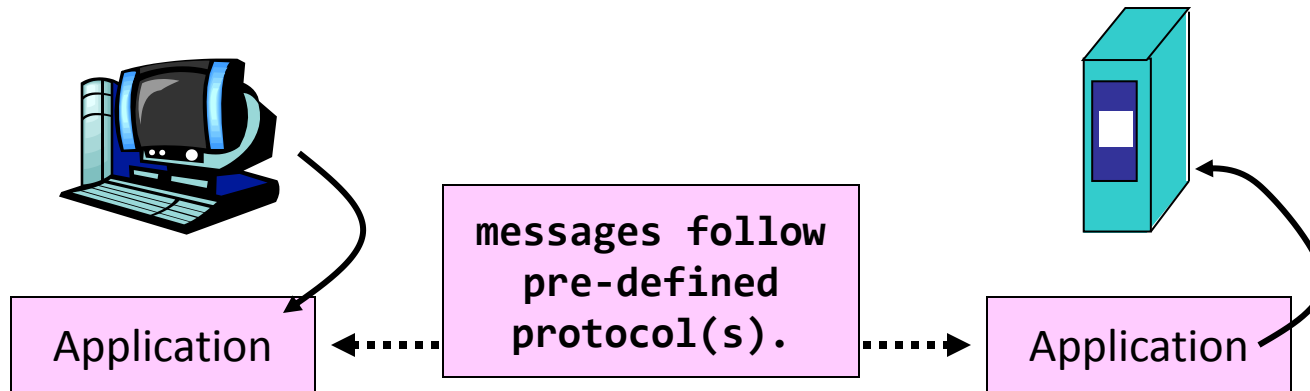 messages follow
pre-defined
protocol(s).
Application
Application